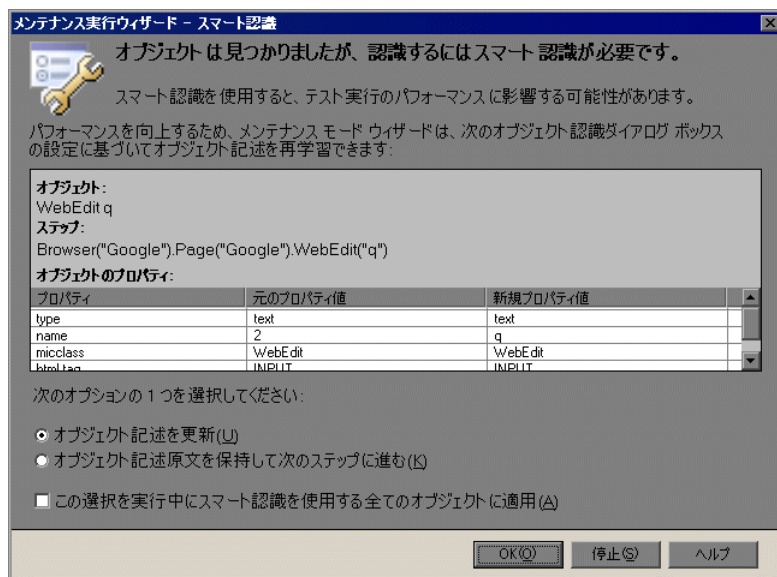 メンテナンス実行ウィザード - スマート認識
オブジェクトは見つかりましたが、認識するにはスマート認識が必要です。
スマート認識を使用すると、テスト実行のパフォーマンスに影響する可能性があります。
パフォーマンスを向上するため、メンテナンス モード ウィザードは、次のオブジェクト認識ダイアログ ボックス
の設定に基づいてオブジェクト記述を再学習できます:
オブジェクト:
WebEdit q
ステップ:
Browser("Google").Page("Google").WebEdit("q")
オブジェクトのプロパティ:
プロパティ 元のプロパティ値 新規プロパティ値
type text text
name 2 q
micclass WebEdit WebEdit
html tag INPUT INPUT
次のオプションの 1 つを選択してください:
オブジェクト記述を更新(U)
オブジェクト記述原文を保持して次のステップに進む(K)
この選択を実行中にスマート認識を使用する全てのオブジェクトに適用(A)
OK(O) 停止(S) ヘルプ